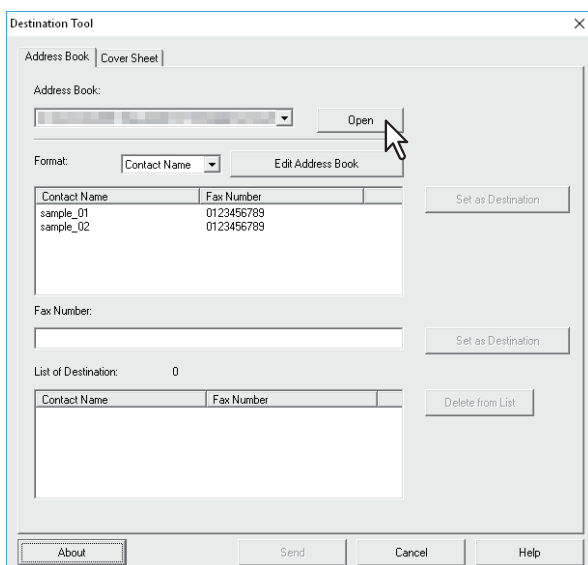 Destination Tool
Address Book Cover Sheet
Address Book:
Open
Format: Contact Name Edit Address Book
Contact Name Fax Number
sample_01 0123456789
sample_02 0123456789
Set as Destination
Fax Number:
Set as Destination
List of Destination: 0
Contact Name Fax Number
Delete from List
About Send Cancel Help